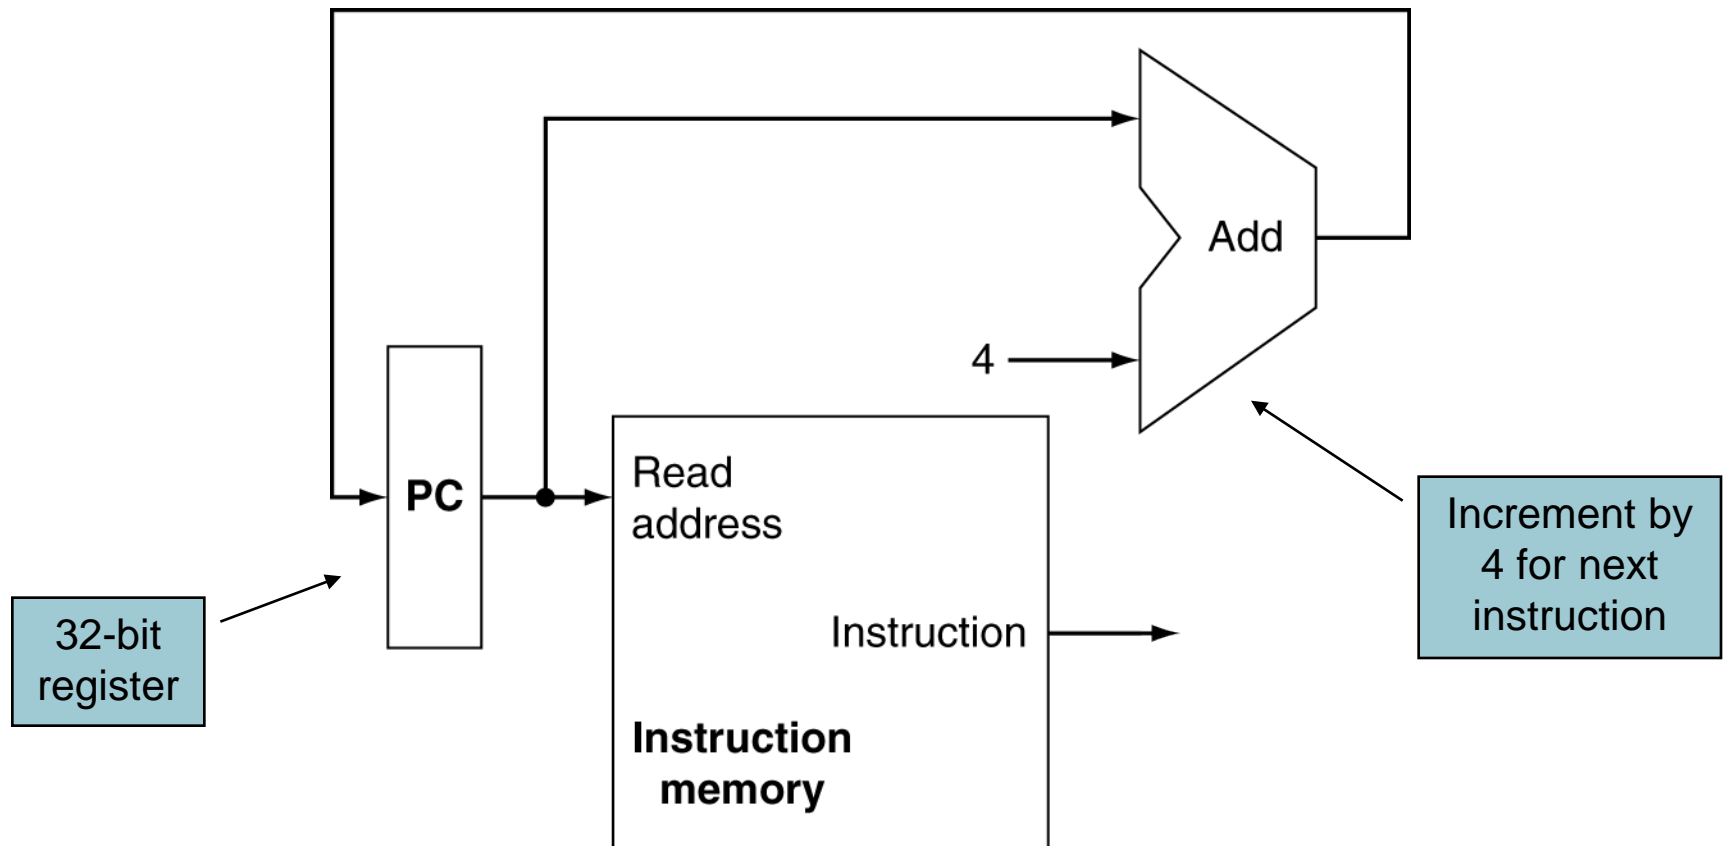 Add
4
PC
Read
address
Increment by
4 for next
instruction
32-bit
register
Instruction
Instruction
memory